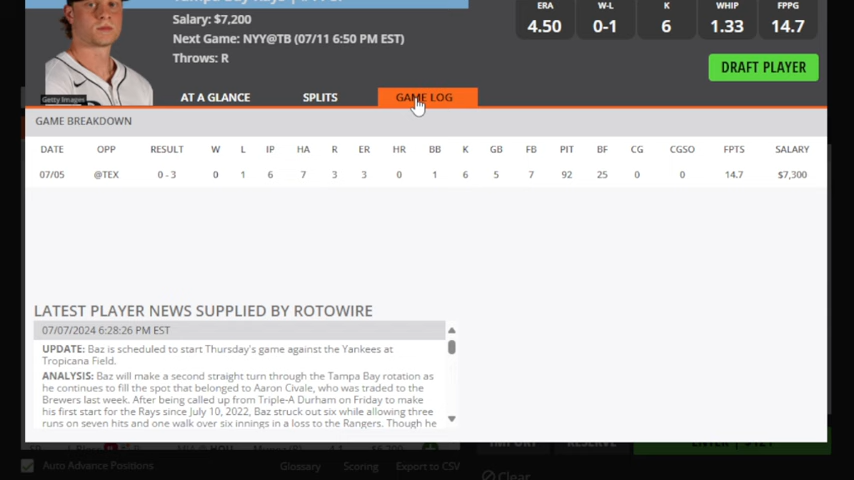 Salary: $7,200
Next Game: NYY@TB (07/11 6:50 PM EST)
Throws: R
ERA W-L K WHIP FPPG
4.50 0-1 6 1.33 14.7
DRAFT PLAYER
Getty Images
AT A GLANCE SPLITS GAME LOG
GAME BREAKDOWN
DATE OPP RESULT W L IP HA R ER HR BB K GB FB PIT BF CG CGSO FPTS SALARY
07/05 @TEX 0 - 3 0 1 6 7 3 3 0 1 6 5 7 92 25 0 0 14.7 $7,300
LATEST PLAYER NEWS SUPPLIED BY ROTOWIRE
07/07/2024 6:28:26 PM EST
UPDATE: Baz is scheduled to start Thursday's game against the Yankees at
Tropicana Field.
ANALYSIS: Baz will make a second straight turn through the Tampa Bay rotation as
he continues to fill the spot that belonged to Aaron Civale, who was traded to the
Brewers last week. After being called up from Triple-A Durham on Friday to make
his first start for the Rays since July 10, 2022, Baz struck out six while allowing three
runs on seven hits and one walk over six innings in a loss to the Rangers. Though he
Auto Advance Positions Glossary Scoring Export to CSV
Clear